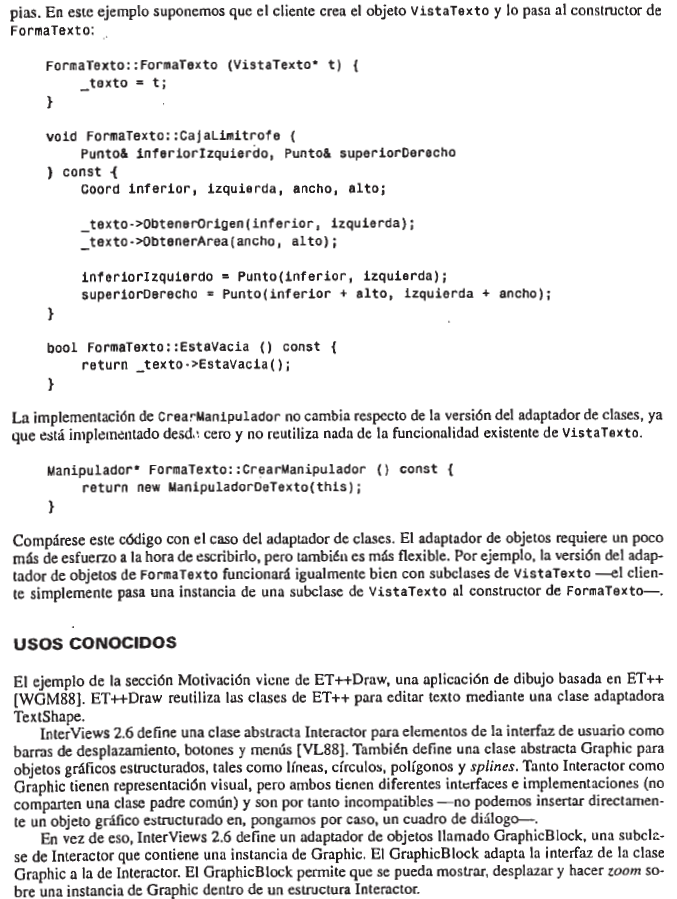 pias. En este ejemplo suponemos que el cliente crea el objeto VistaTexto y lo pasa al constructor de
FormaTexto:
FormaTexto::FormaTexto (VistaTexto* t) {
_texto = t;
}
void FormaTexto::CajaLimitrofe (
Punto& inferiorIzquierdo, Punto& superiorDerecho
) const {
Coord inferior, izquierda, ancho, alto;
_texto->ObtenerOrigen(inferior, izquierda);
_texto->ObtenerArea(ancho, alto);
inferiorIzquierdo = Punto(inferior, izquierda);
superiorDerecho = Punto(inferior + alto, izquierda + ancho);
}
bool FormaTexto::EstaVacia () const {
return _texto->EstaVacia();
}
La implementación de CrearManipulador no cambia respecto de la versión del adaptador de clases, ya
que está implementado desde cero y no reutiliza nada de la funcionalidad existente de VistaTexto.
Manipulador* FormaTexto::CrearManipulador () const {
return new ManipuladorDeTexto(this);
}
Compárese este código con el caso del adaptador de clases. El adaptador de objetos requiere un poco
más de esfuerzo a la hora de escribirlo, pero también es más flexible. Por ejemplo, la versión del adap-
tador de objetos de FormaTexto funcionará igualmente bien con subclases de VistaTexto —el clien-
te simplemente pasa una instancia de una subclase de VistaTexto al constructor de FormaTexto—.
USOS CONOCIDOS
El ejemplo de la sección Motivación viene de ET++Draw, una aplicación de dibujo basada en ET++
[WGM88]. ET++Draw reutiliza las clases de ET++ para editar texto mediante una clase adaptadora
TextShape.
InterViews 2.6 define una clase abstracta Interactor para elementos de la interfaz de usuario como
barras de desplazamiento, botones y menús [VL88]. También define una clase abstracta Graphic para
objetos gráficos estructurados, tales como líneas, círculos, polígonos y splines. Tanto Interactor como
Graphic tienen representación visual, pero ambos tienen diferentes interfaces e implementaciones (no
comparten una clase padre común) y son por tanto incompatibles —no podemos insertar directamen-
te un objeto gráfico estructurado en, pongamos por caso, un cuadro de diálogo—.
En vez de eso, InterViews 2.6 define un adaptador de objetos llamado GraphicBlock, una subcla-
se de Interactor que contiene una instancia de Graphic. El GraphicBlock adapta la interfaz de la clase
Graphic a la de Interactor. El GraphicBlock permite que se pueda mostrar, desplazar y hacer zoom so-
bre una instancia de Graphic dentro de un estructura Interactor.